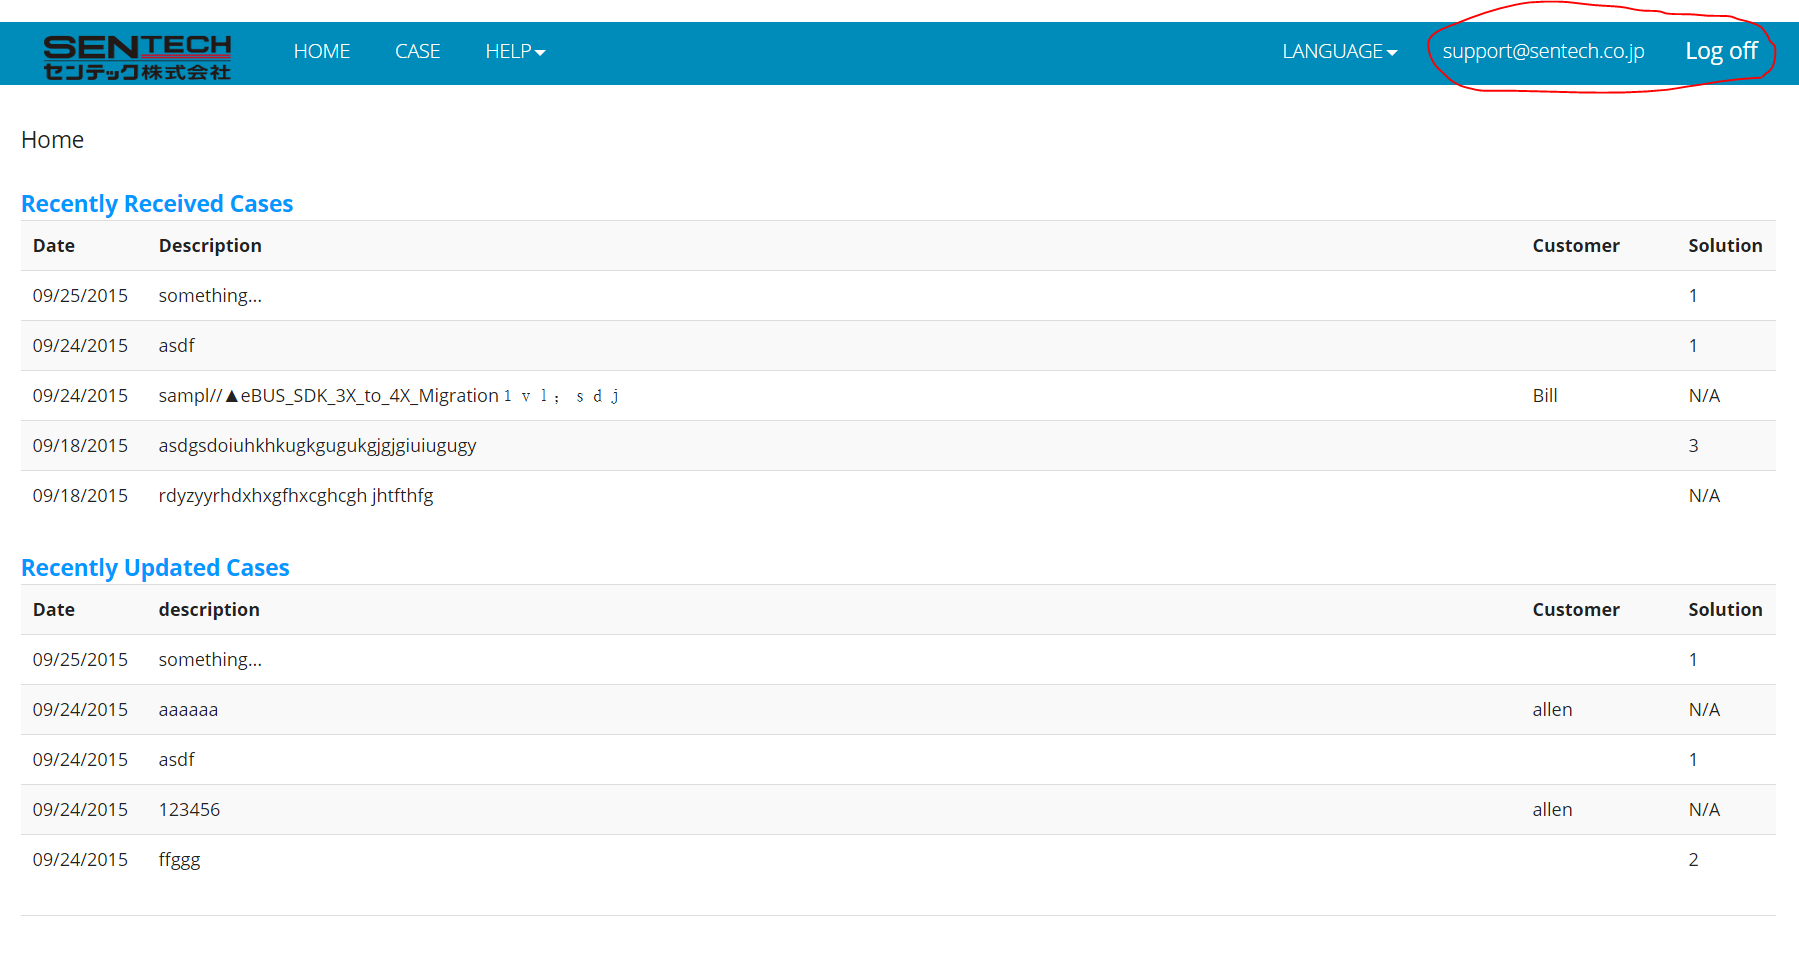 SENTECH
センテック株式会社
HOME CASE HELP LANGUAGE support@sentech.co.jp Log off
Home
Recently Received Cases
Date Description Customer Solution
09/25/2015 something... 1
09/24/2015 asdf 1
09/24/2015 sampl//▲eBUS_SDK_3X_to_4X_Migration１ｖｌ；ｓｄｊ Bill N/A
09/18/2015 asdgsdoiuhkhkugkgugukgjgjgiuiugugy 3
09/18/2015 rdyzyyrhdxhxgfhxcghcgh jhtfthfg N/A
Recently Updated Cases
Date description Customer Solution
09/25/2015 something... 1
09/24/2015 aaaaaa allen N/A
09/24/2015 asdf 1
09/24/2015 123456 allen N/A
09/24/2015 ffggg 2